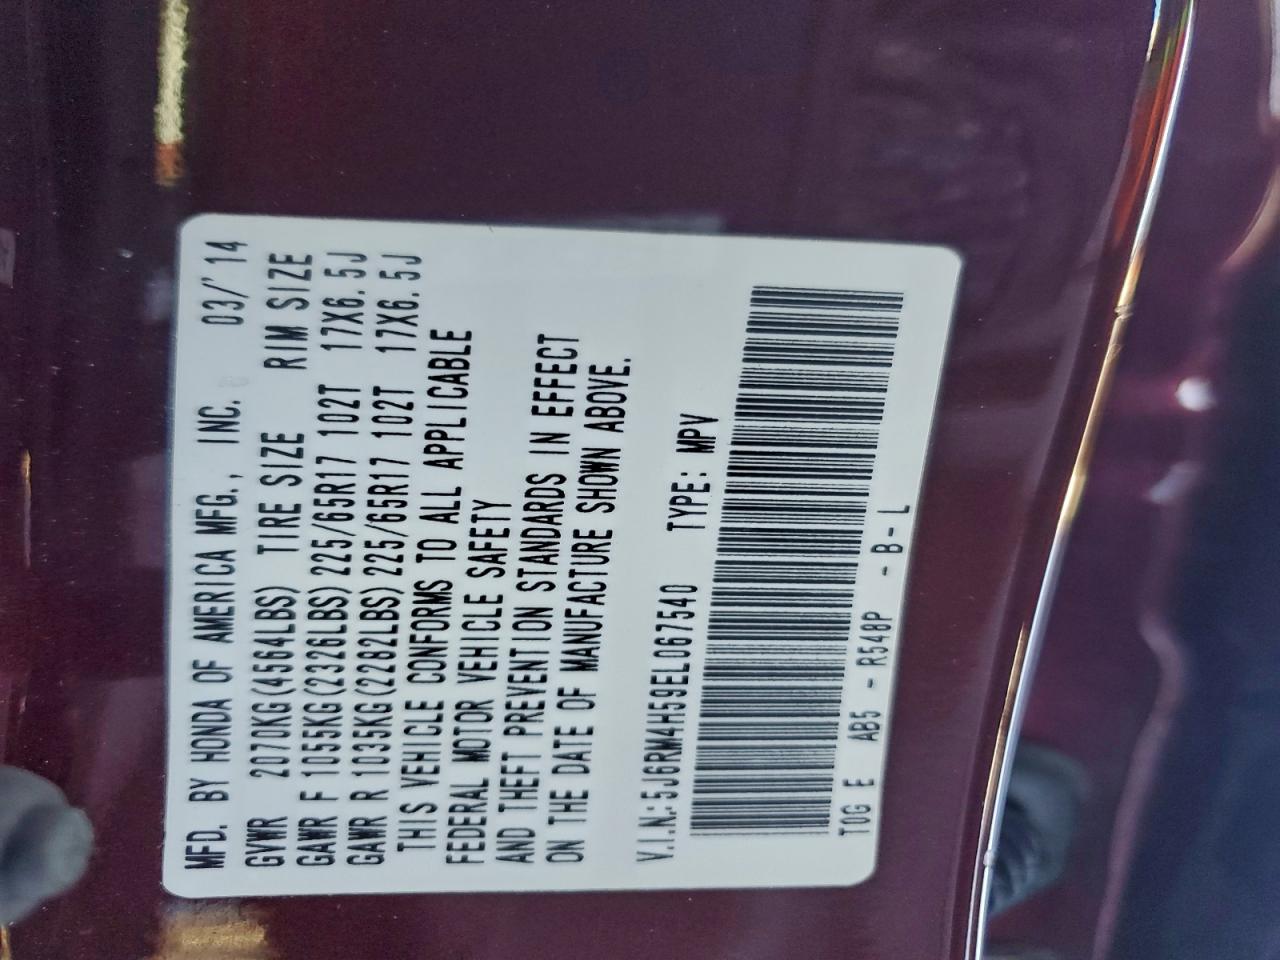 MFD. BY HONDA OF AMERICA MFG., INC. 03/'14
GVWR 2070KG(4564LBS) TIRE SIZE RIM SIZE
GAWR F 1055KG(2326LBS) 225/65R17 102T 17X6.5J
GAWR R 1035KG(2282LBS) 225/65R17 102T 17X6.5J
THIS VEHICLE CONFORMS TO ALL APPLICABLE
FEDERAL MOTOR VEHICLE SAFETY
AND THEFT PREVENTION STANDARDS IN EFFECT
ON THE DATE OF MANUFACTURE SHOWN ABOVE.
V.I.N.: 5J6RM4H59EL067540 TYPE: MPV
T0G E AB5 -R548P -B-L